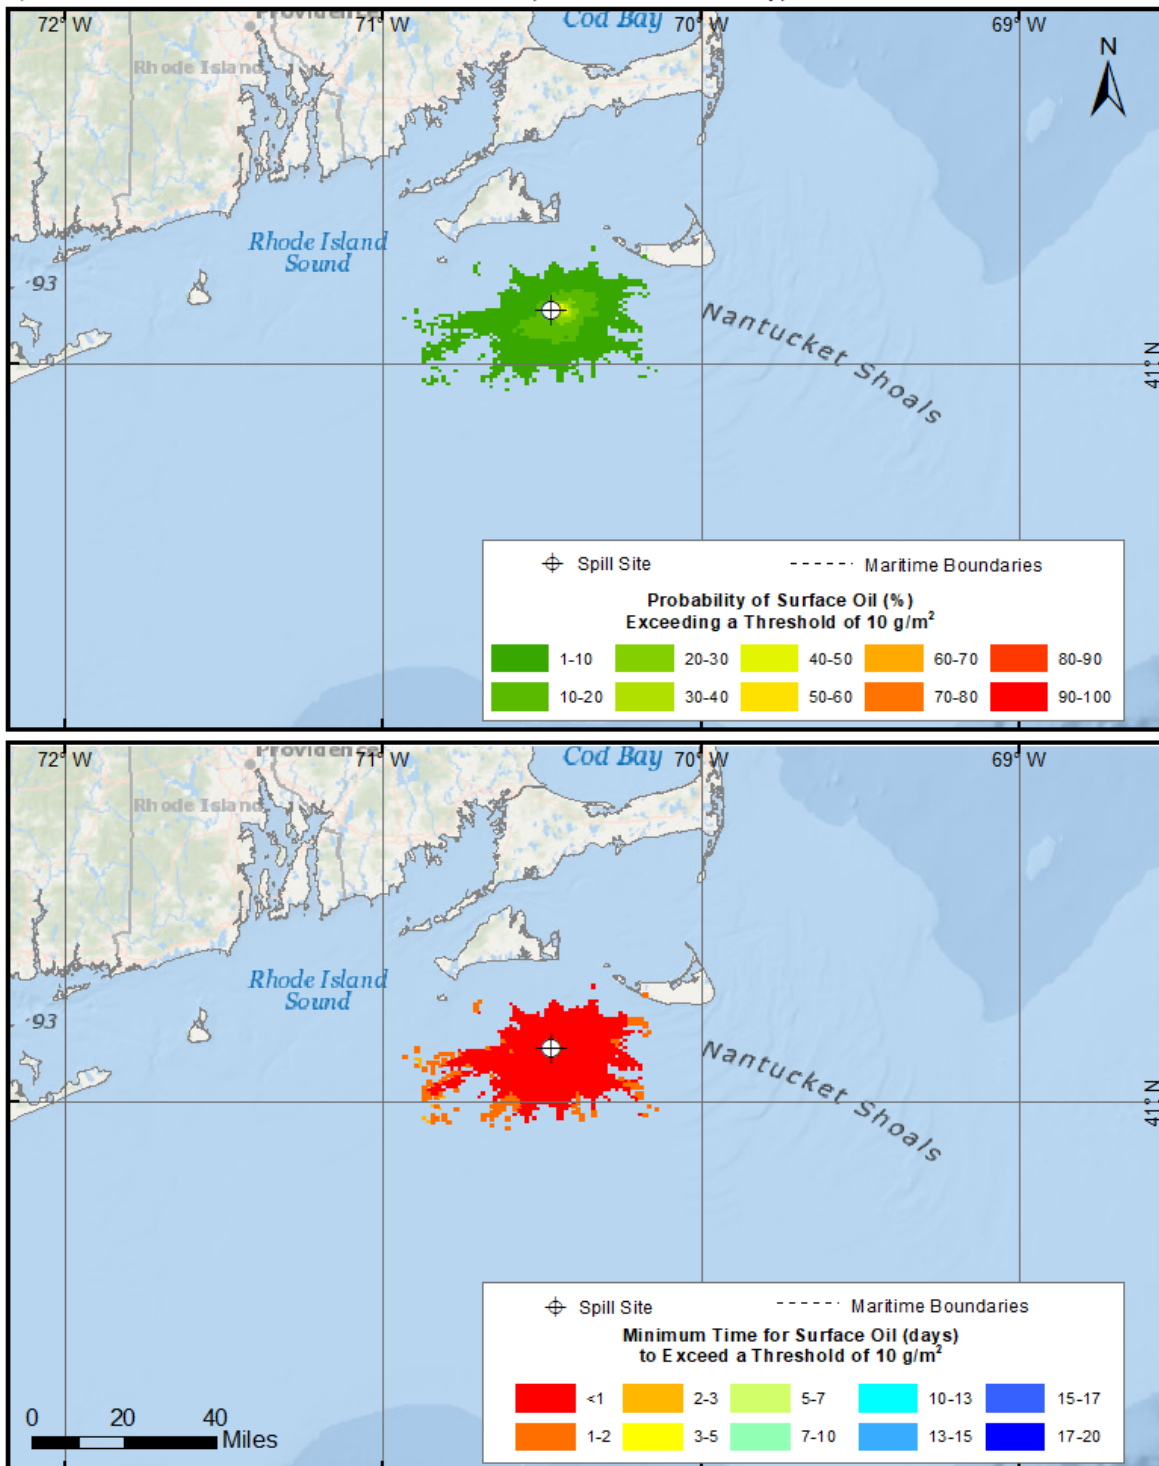 72° W
71° W
70° W
69° W
Providence
Cod Bay
N
Rhode Island
Rhode Island
Sound
-93
Nantucket Shoals
41° N
Spill Site
Maritime Boundaries
Probability of Surface Oil (%)
Exceeding a Threshold of 10 g/m²
1-10
20-30
40-50
60-70
80-90
10-20
30-40
50-60
70-80
90-100
72° W
71° W
70° W
69° W
Providence
Cod Bay
Rhode Island
Rhode Island
Sound
-93
Nantucket Shoals
41° N
Spill Site
Maritime Boundaries
Minimum Time for Surface Oil (days)
to Exceed a Threshold of 10 g/m²
<1
2-3
5-7
10-13
15-17
1-2
3-5
7-10
13-15
17-20
0 20 40
Miles